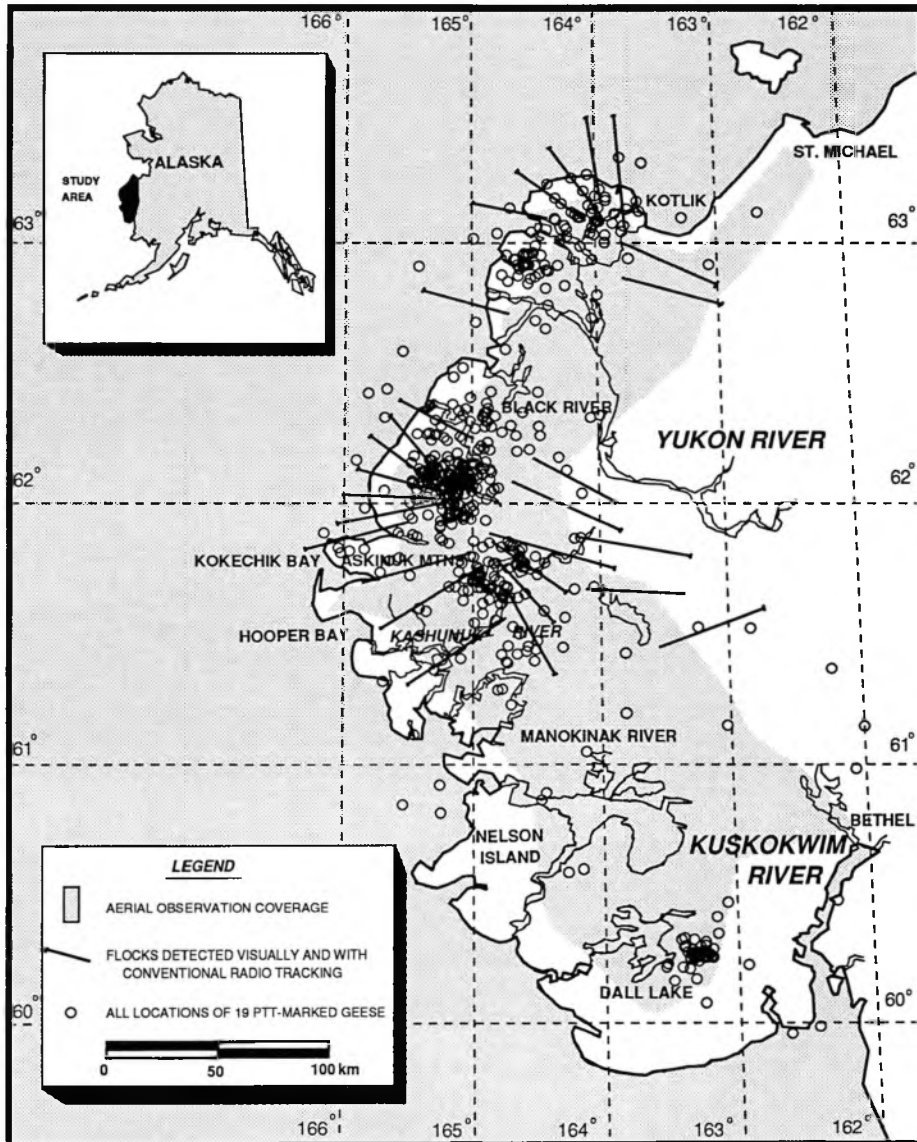 166° 165° 164° 163° 162°
ALASKA
STUDY
AREA
ST. MICHAEL
KOTLIK
63° 63°
BLACK RIVER
YUKON RIVER
62° 62°
KOKECHIK BAY ASKINUK MTNS
HOOPER BAY
KASHUNUK RIVER
MANOKINAK RIVER
61° 61°
BETHEL
NELSON
ISLAND
KUSKOKWIM
RIVER
DALL LAKE
60° 60°
LEGEND
AERIAL OBSERVATION COVERAGE
FLOCKS DETECTED VISUALLY AND WITH
CONVENTIONAL RADIO TRACKING
ALL LOCATIONS OF 19 PTT-MARKED GEESE
0 50 100 km
166° 165° 164° 163° 162°